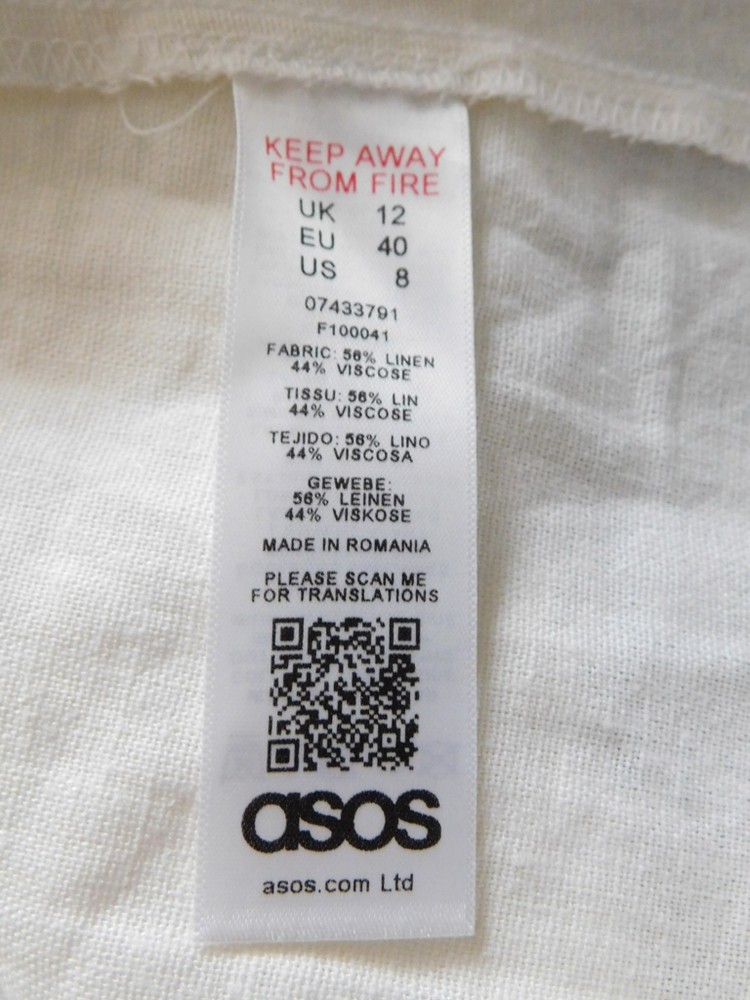 KEEP AWAY
FROM FIRE
UK 12
EU 40
US 8
07433791
F100041
FABRIC: 56% LINEN
44% VISCOSE
TISSU: 56% LIN
44% VISCOSE
TEJIDO: 56% LINO
44% VISCOSA
GEWEBE:
56% LEINEN
44% VISKOSE
MADE IN ROMANIA
PLEASE SCAN ME
FOR TRANSLATIONS
asos
asos.com Ltd